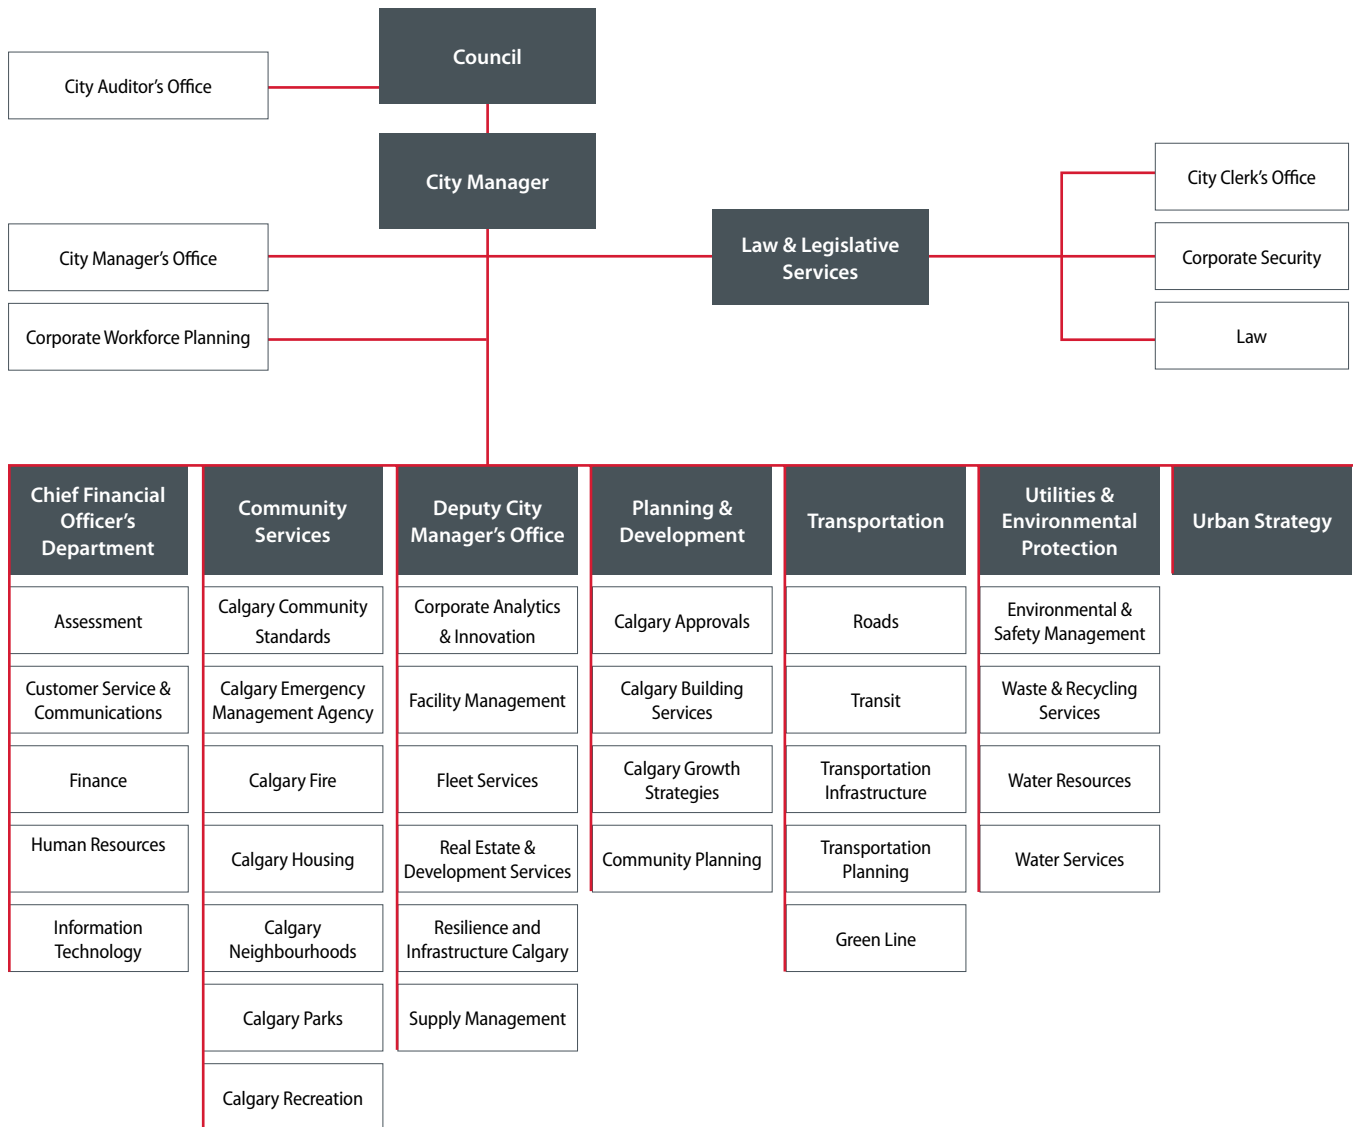 Council
City Auditor’s Office
City Manager
City Clerk’s Office
Law & Legislative
Services
City Manager’s Office
Corporate Security
Corporate Workforce Planning
Law
Chief Financial
Officer’s
Department
Assessment
Customer Service &
Communications
Finance
Human Resources
Information
Technology
Community
Services
Calgary Community
Standards
Calgary Emergency
Management Agency
Calgary Fire
Calgary Housing
Calgary
Neighbourhoods
Calgary Parks
Calgary Recreation
Deputy City
Manager’s Office
Corporate Analytics
& Innovation
Facility Management
Fleet Services
Real Estate &
Development Services
Resilience and
Infrastructure Calgary
Supply Management
Planning &
Development
Calgary Approvals
Calgary Building
Services
Calgary Growth
Strategies
Community Planning
Transportation
Roads
Transit
Transportation
Infrastructure
Transportation
Planning
Green Line
Utilities &
Environmental
Protection
Environmental &
Safety Management
Waste & Recycling
Services
Water Resources
Water Services
Urban Strategy